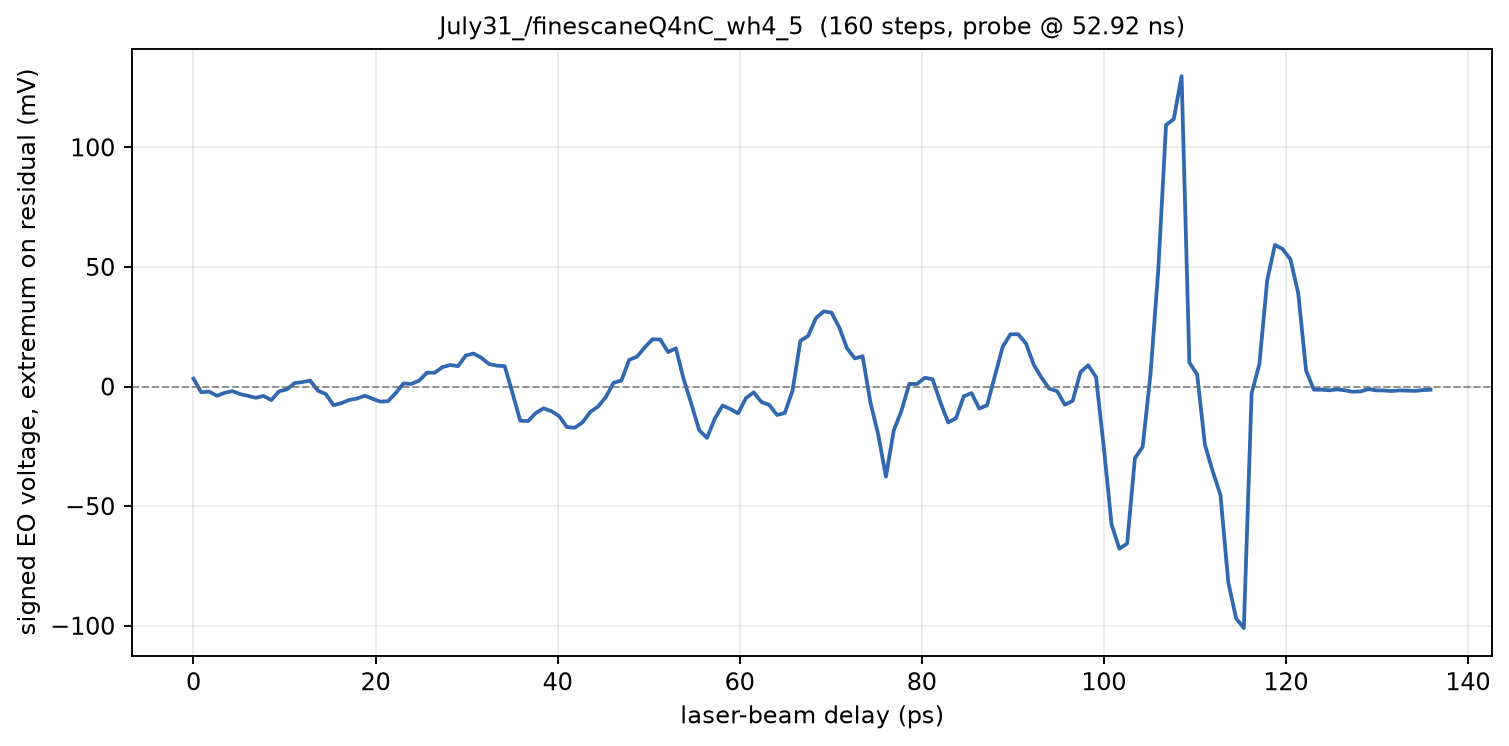 July31_/finescaneQ4nC_wh4_5  (160 steps, probe @ 52.92 ns)
signed EO voltage, extremum on residual (mV)
100
50
0
−50
−100
0 20 40 60 80 100 120 140
laser-beam delay (ps)